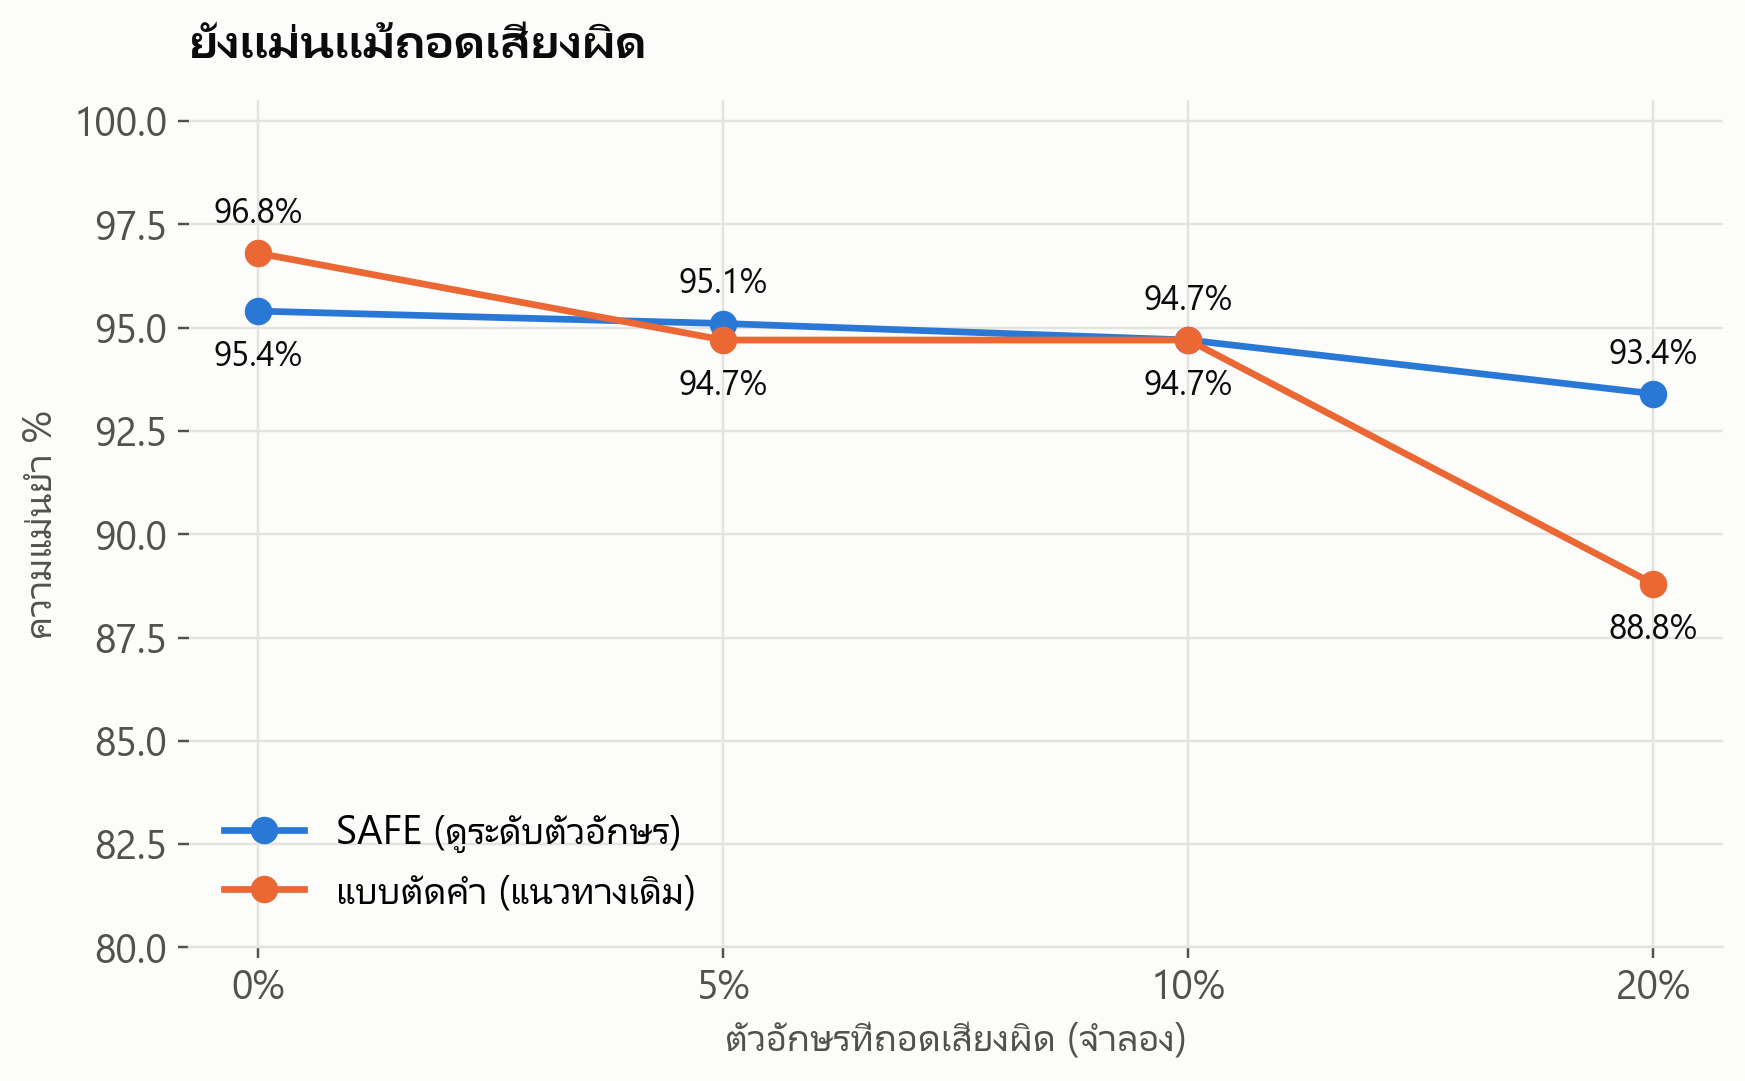 ยังแม่นแม้ถอดเสียงผิด
100.0
97.5
95.0
92.5
90.0
87.5
85.0
82.5
80.0
ความแม่นยำ %
96.8%
95.4%
95.1%
94.7%
94.7%
94.7%
93.4%
88.8%
SAFE (ดูระดับตัวอักษร)
แบบตัดคำ (แนวทางเดิม)
0% 5% 10% 20%
ตัวอักษรที่ถอดเสียงผิด (จำลอง)